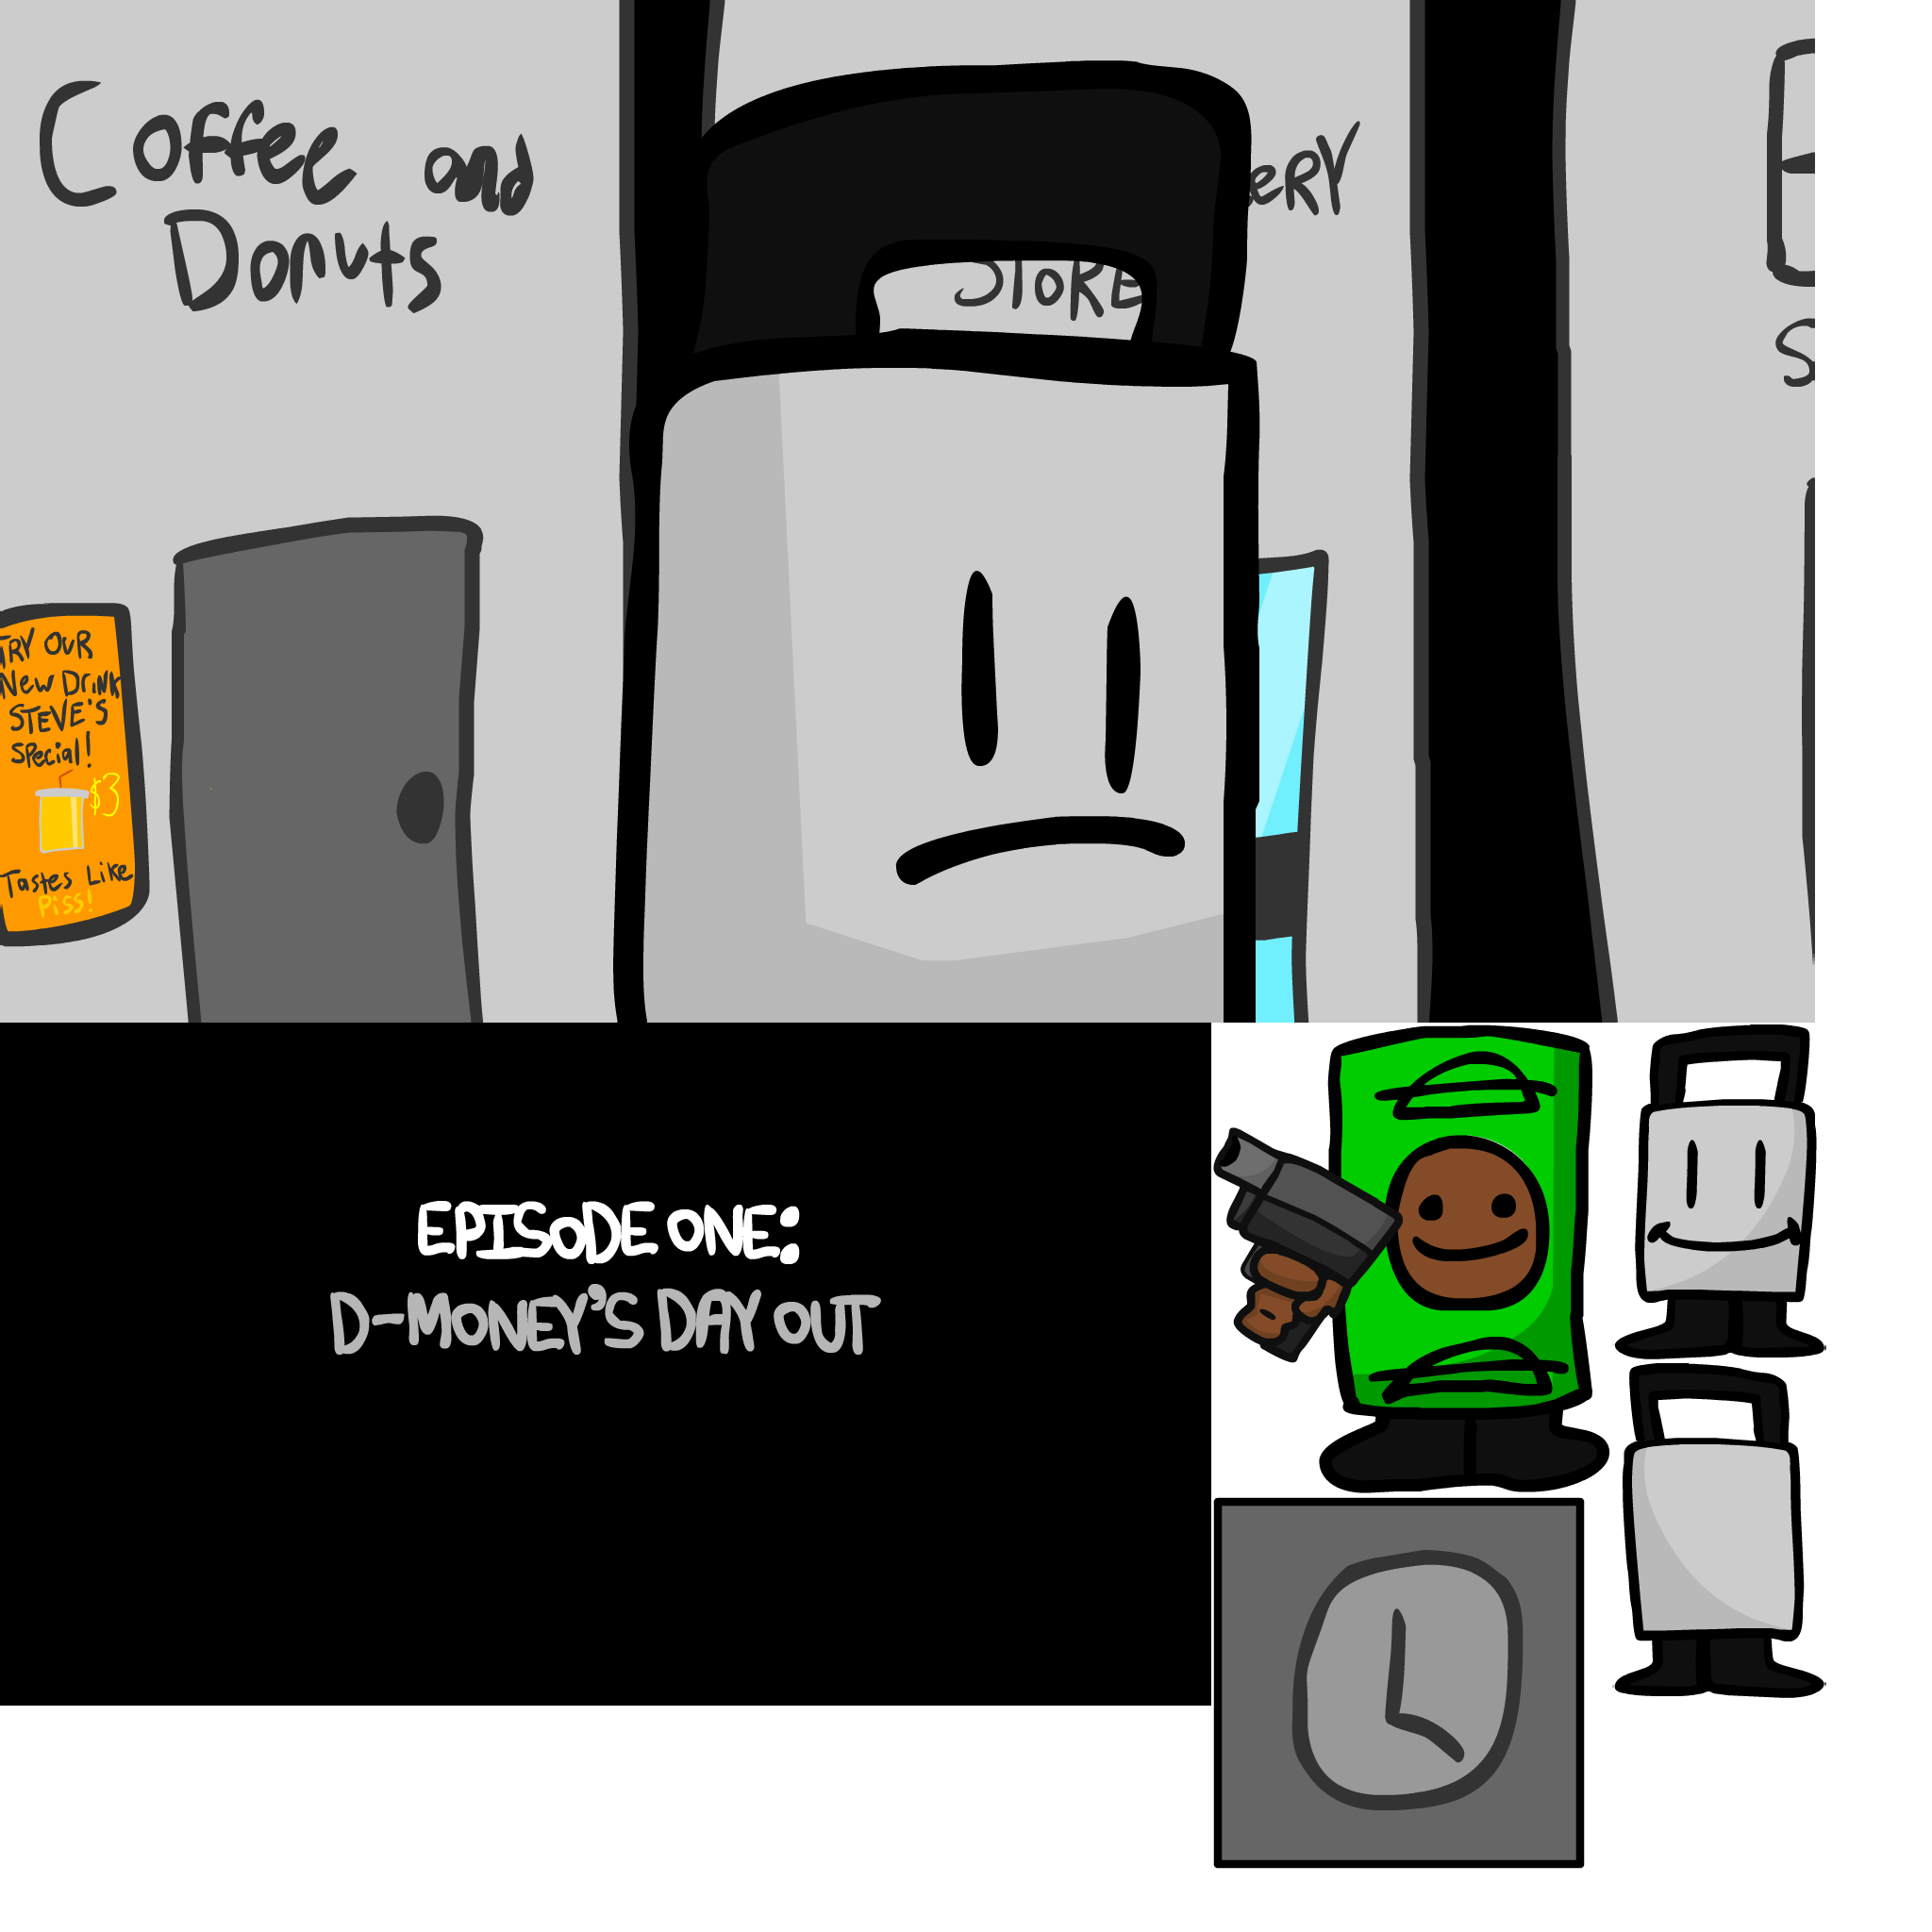 Coffee and
Donuts
eRY
STORE
TRY OUR
New Drink
STEVE'S
Special!
$3
Tastes Like
Piss!
EPISODE ONE:
D-MONEY'S DAY OUT